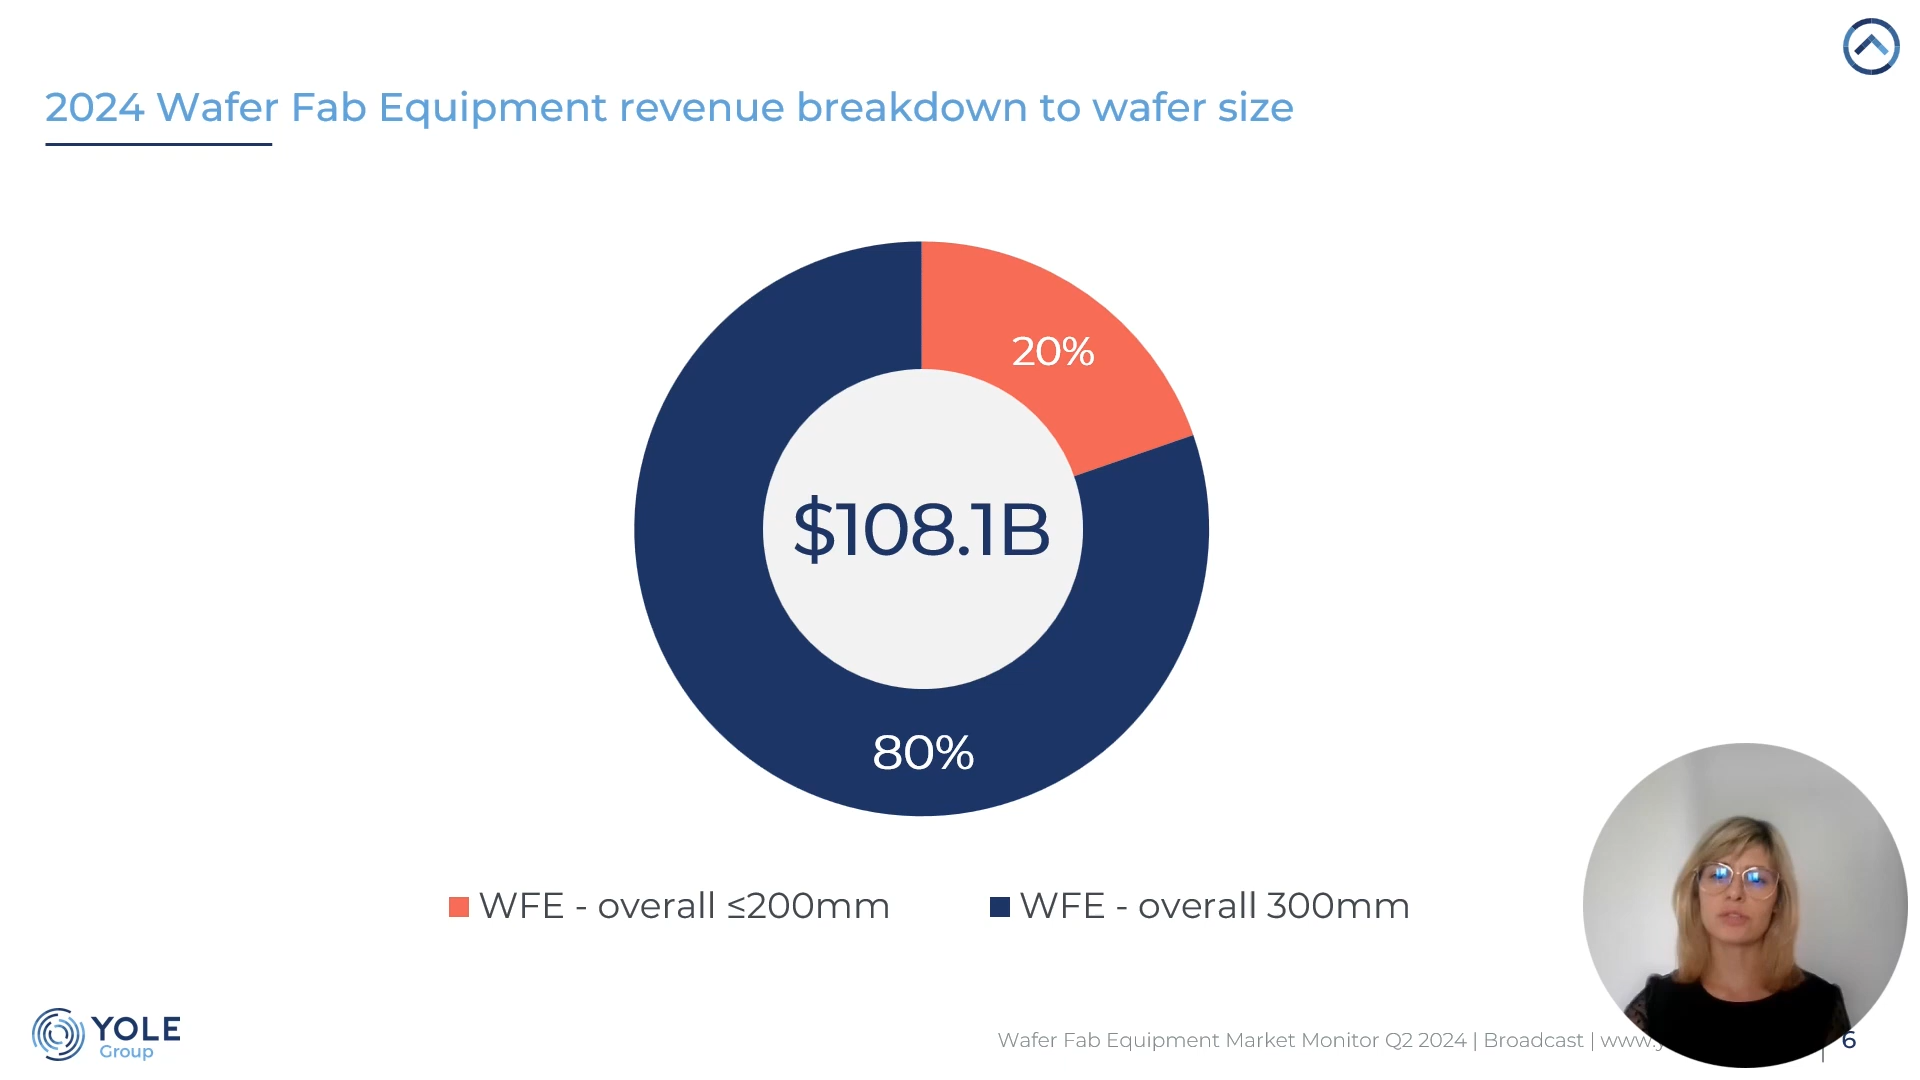 2024 Wafer Fab Equipment revenue breakdown to wafer size
20%
$108.1B
80%
WFE - overall ≤200mm
WFE - overall 300mm
YOLE
Group
Wafer Fab Equipment Market Monitor Q2 2024 | Broadcast |
6